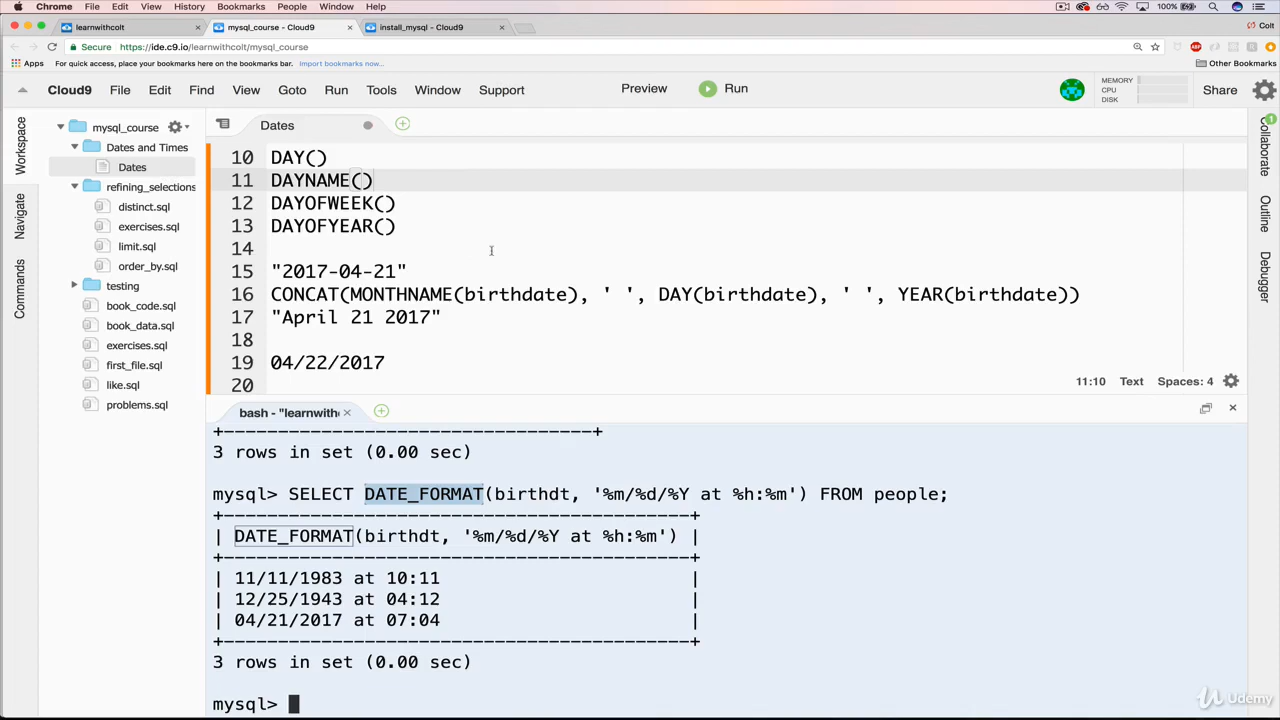 Chrome File Edit View History Bookmarks People Window Help 100%
learnwithcolt mysql_course - Cloud9 install_mysql - Cloud9 Colt
Secure https://ide.c9.io/learnwithcolt/mysql_course
Apps For quick access, place your bookmarks here on the bookmarks bar. Import bookmarks now... Other Bookmarks
Cloud9 File Edit Find View Goto Run Tools Window Support Preview Run MEMORY CPU DISK Share
Workspace
Navigate
Commands
mysql_course
Dates and Times
Dates
refining_selections
distinct.sql
exercises.sql
limit.sql
order_by.sql
testing
book_code.sql
book_data.sql
exercises.sql
first_file.sql
like.sql
problems.sql
Dates
10 DAY()
11 DAYNAME()
12 DAYOFWEEK()
13 DAYOFYEAR()
14
15 "2017-04-21"
16 CONCAT(MONTHNAME(birthdate), ' ', DAY(birthdate), ' ', YEAR(birthdate))
17 "April 21 2017"
18
19 04/22/2017
20
11:10 Text Spaces: 4
bash - "learnwith
+-----------------------------------+
3 rows in set (0.00 sec)
mysql> SELECT DATE_FORMAT(birthdt, '%m/%d/%Y at %h:%m') FROM people;
+--------------------------------------------+
| DATE_FORMAT(birthdt, '%m/%d/%Y at %h:%m') |
+--------------------------------------------+
| 11/11/1983 at 10:11 |
| 12/25/1943 at 04:12 |
| 04/21/2017 at 07:04 |
+--------------------------------------------+
3 rows in set (0.00 sec)
mysql>
Collaborate
1
Outline
Debugger
Udemy